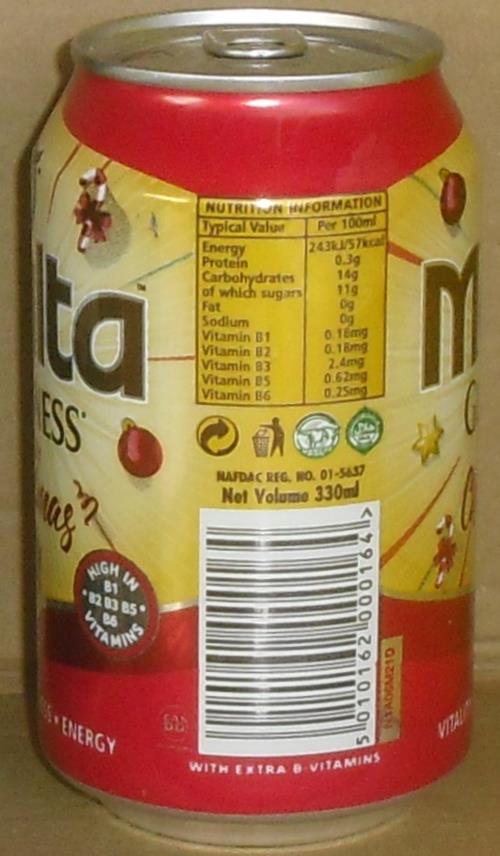 lta™
NESS
HIGH IN
B1
B2 B3 B5
B6
VITAMINS
ENERGY
NUTRITION INFORMATION
Typical Value Per 100ml
Energy 243kJ/57kcal
Protein 0.3g
Carbohydrates 14g
of which sugars 11g
Fat 0g
Sodium 0g
Vitamin B1 0.18mg
Vitamin B2 0.18mg
Vitamin B3 2.4mg
Vitamin B5 0.62mg
Vitamin B6 0.25mg
NAFDAC REG. NO. 01-5637
Net Volume 330ml
5 010162 000164 >
WITH EXTRA B VITAMINS
m
G
VITALITY